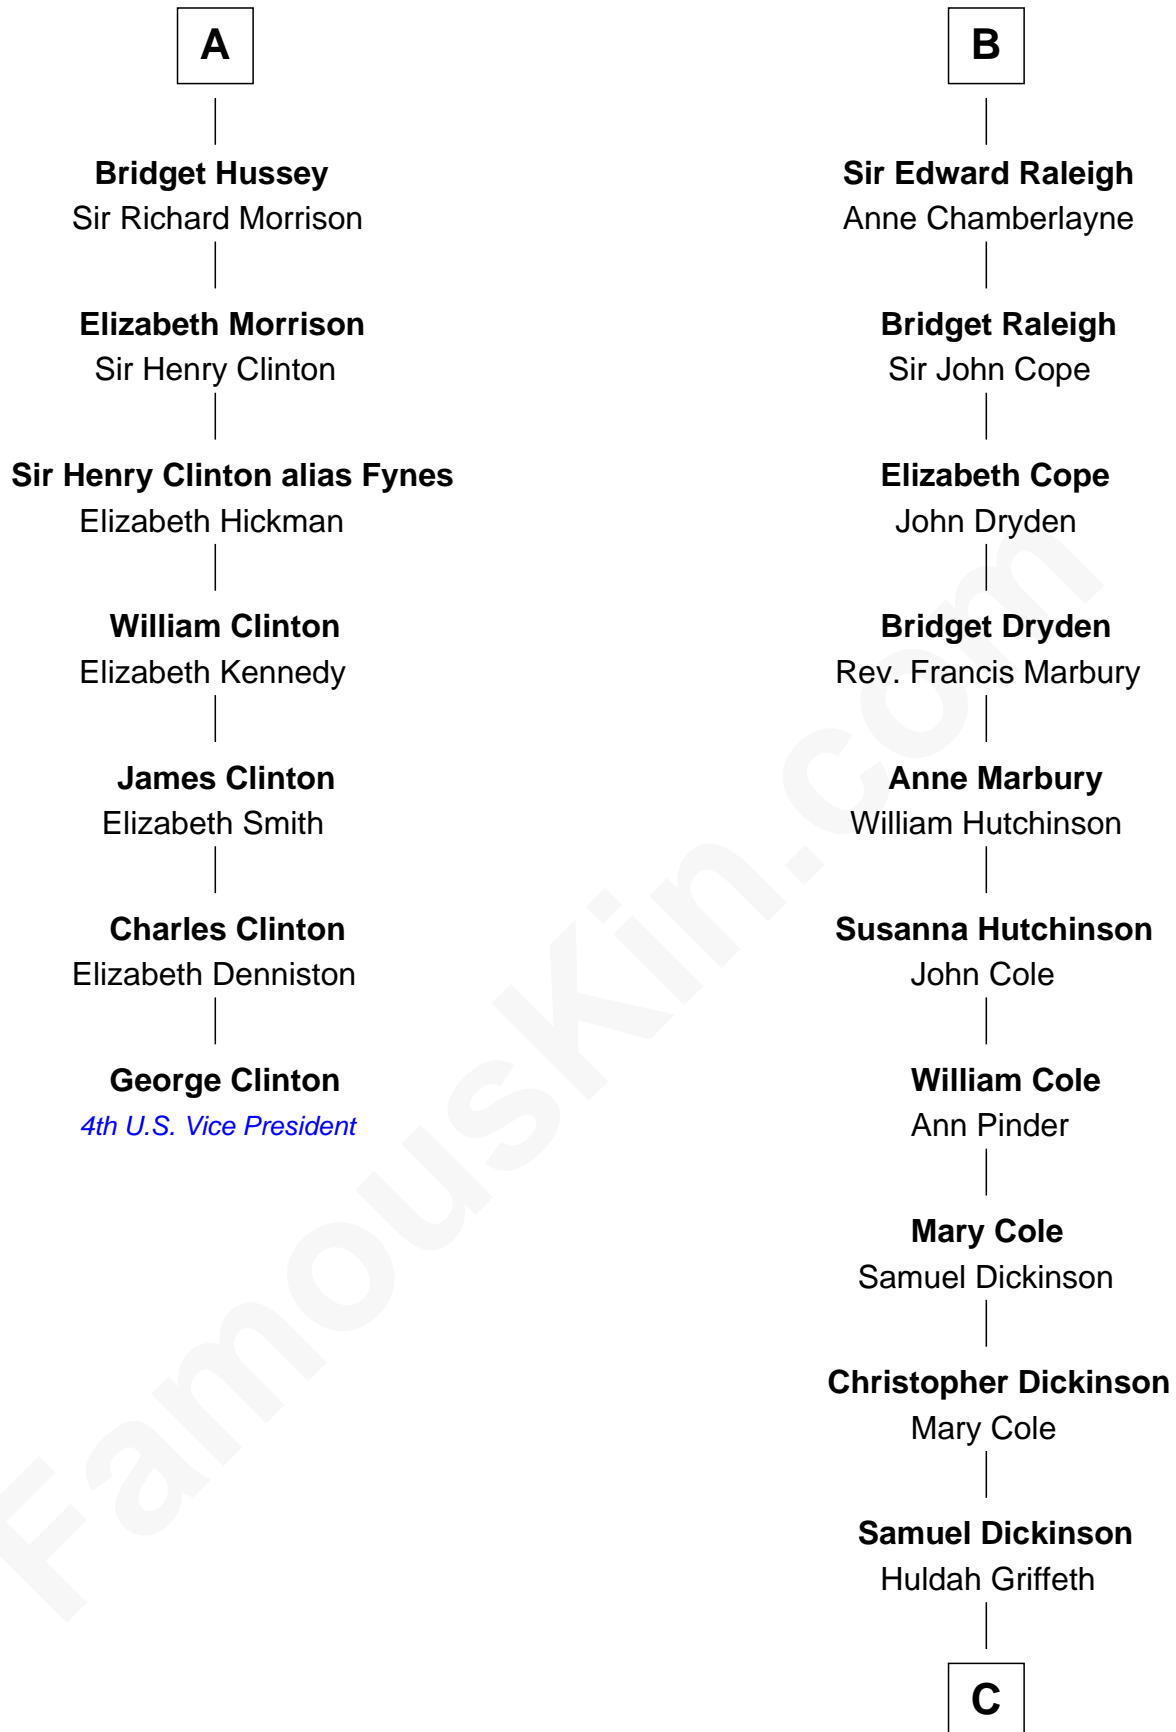 A
Bridget Hussey
Sir Richard Morrison
Elizabeth Morrison
Sir Henry Clinton
Sir Henry Clinton alias Fynes
Elizabeth Hickman
William Clinton
Elizabeth Kennedy
James Clinton
Elizabeth Smith
Charles Clinton
Elizabeth Denniston
George Clinton
4th U.S. Vice President
B
Sir Edward Raleigh
Anne Chamberlayne
Bridget Raleigh
Sir John Cope
Elizabeth Cope
John Dryden
Bridget Dryden
Rev. Francis Marbury
Anne Marbury
William Hutchinson
Susanna Hutchinson
John Cole
William Cole
Ann Pinder
Mary Cole
Samuel Dickinson
Christopher Dickinson
Mary Cole
Samuel Dickinson
Huldah Griffeth
C
FamousKin.com